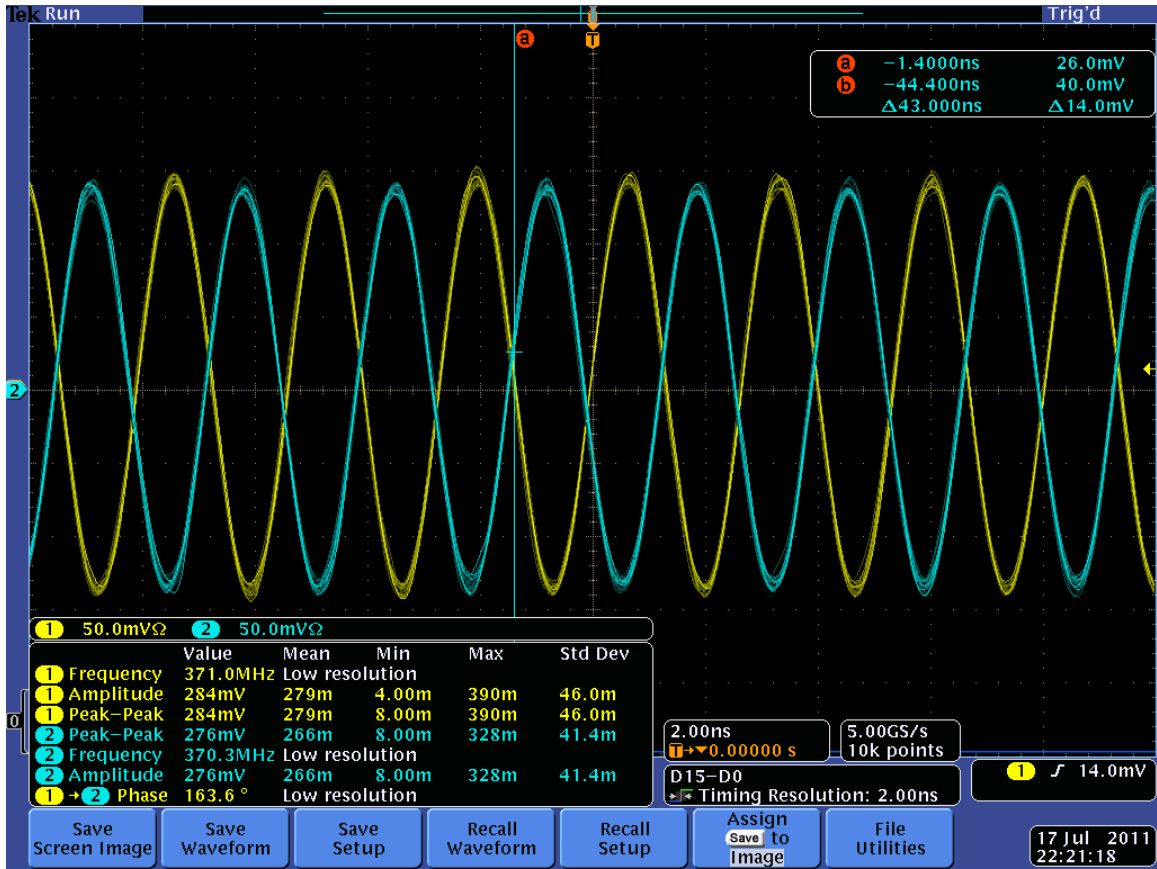 Tek Run Trig'd
a T
a −1.4000ns 26.0mV
b −44.400ns 40.0mV
Δ43.000ns Δ14.0mV
2
1 50.0mVΩ 2 50.0mVΩ
Value Mean Min Max Std Dev
1 Frequency 371.0MHz Low resolution
1 Amplitude 284mV 279m 4.00m 390m 46.0m
1 Peak−Peak 284mV 279m 8.00m 390m 46.0m
2 Peak−Peak 276mV 266m 8.00m 328m 41.4m
2 Frequency 370.3MHz Low resolution
2 Amplitude 276mV 266m 8.00m 328m 41.4m
1 → 2 Phase 163.6 ° Low resolution
0
2.00ns
T→▼0.00000 s
5.00GS/s
10k points
D15−D0
Timing Resolution: 2.00ns
1 14.0mV
Save Screen Image
Save Waveform
Save Setup
Recall Waveform
Recall Setup
Assign Save to Image
File Utilities
17 Jul 2011
22:21:18